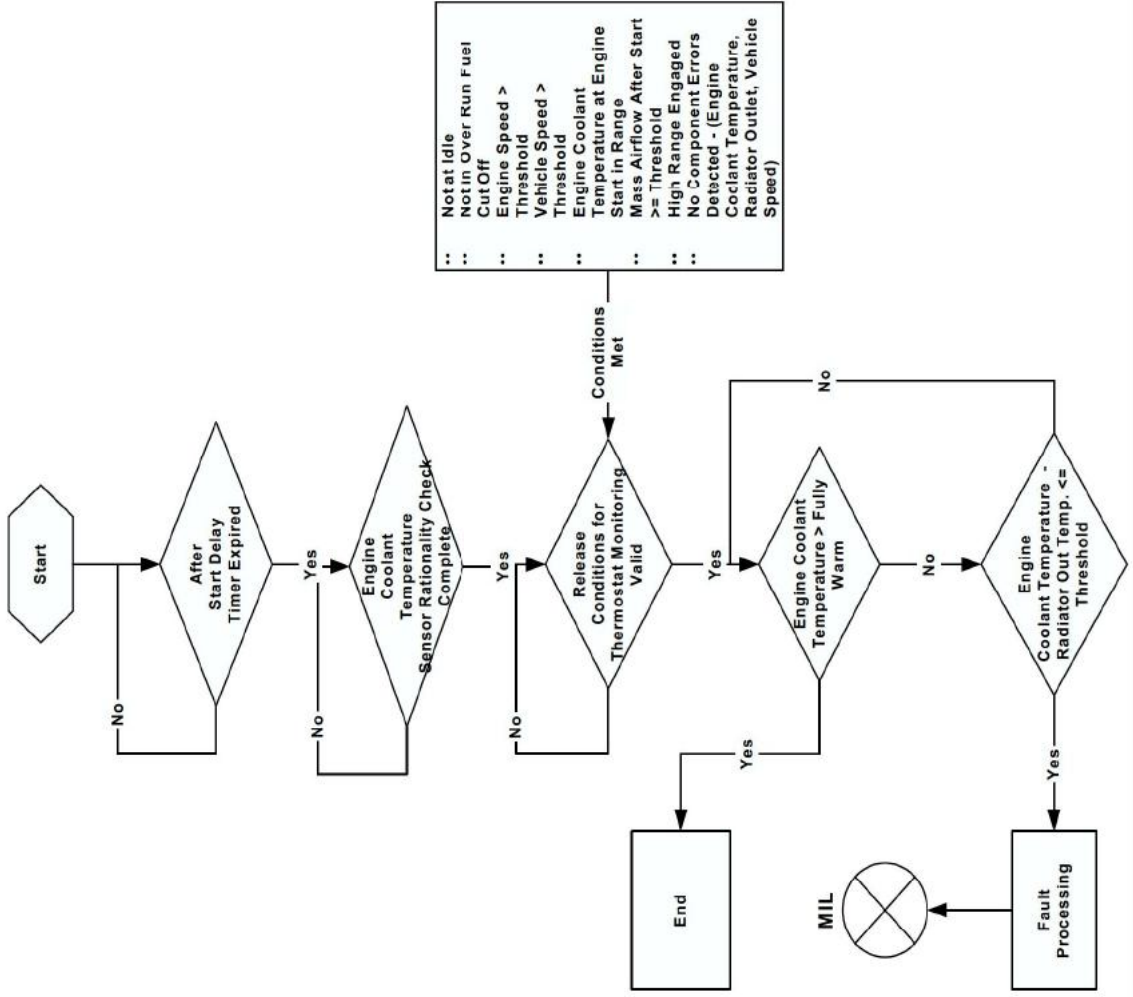 Start
After
Start Delay
Timer Expired
No
Yes
Engine
Coolant
Temperature
Sensor Rationality Check
Complete
No
Yes
Release
Conditions for
Thermostat Monitoring
Valid
No
Yes
Conditions
Met
•• Not at Idle
•• Not in Over Run Fuel
Cut Off
•• Engine Speed >
Threshold
•• Vehicle Speed >
Threshold
•• Engine Coolant
Temperature at Engine
Start in Range
•• Mass Airflow After Start
>= Threshold
•• High Range Engaged
•• No Component Errors
Detected - (Engine
Coolant Temperature,
Radiator Outlet, Vehicle
Speed)
Engine Coolant
Temperature > Fully
Warm
Yes
No
End
Engine
Coolant Temperature -
Radiator Out Temp. <=
Threshold
No
Yes
Fault
Processing
MIL